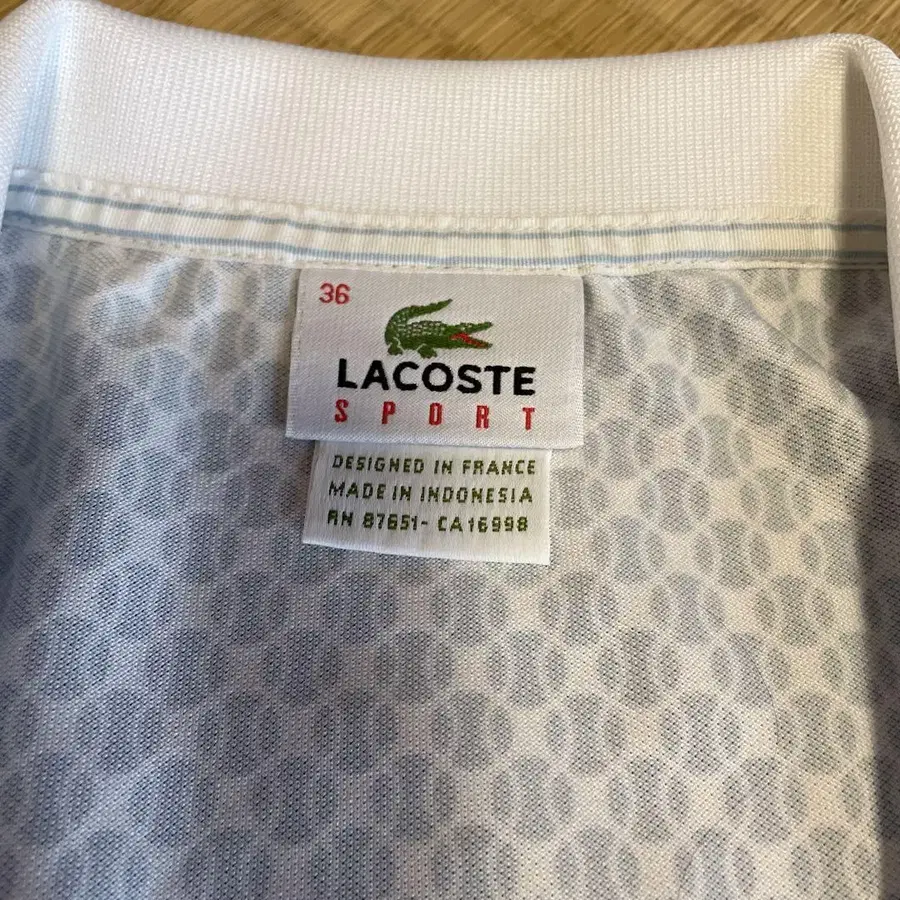 36
LACOSTE
SPORT
DESIGNED IN FRANCE
MADE IN INDONESIA
RN 87651- CA16998